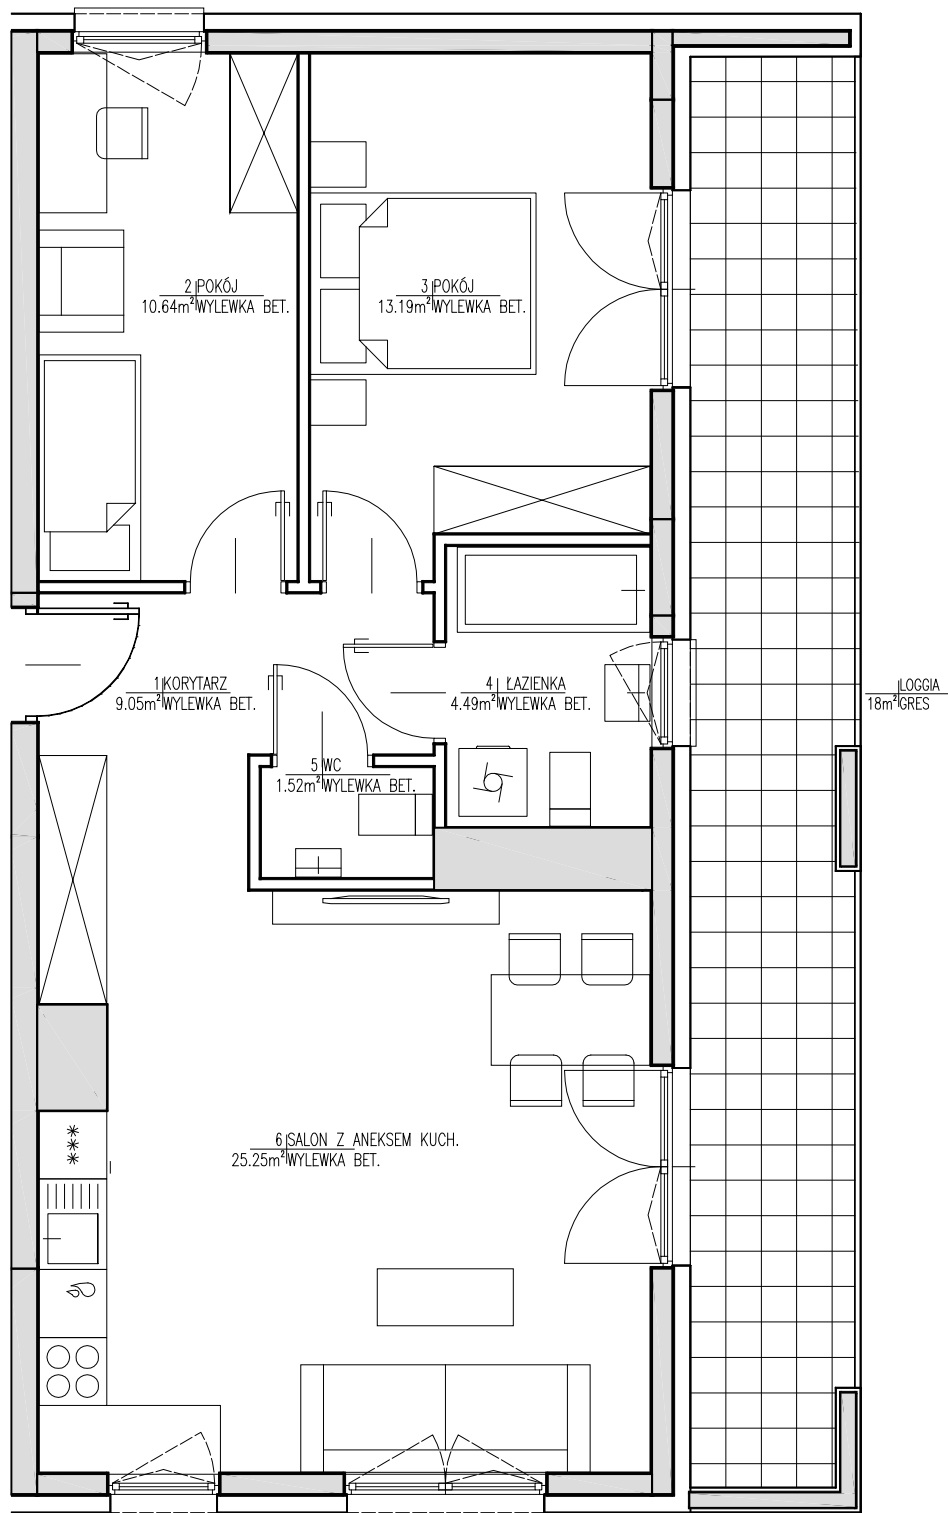 2 POKÓJ
10.64m² WYLEWKA BET.
3 POKÓJ
13.19m² WYLEWKA BET.
1 KORYTARZ
9.05m² WYLEWKA BET.
4 ŁAZIENKA
4.49m² WYLEWKA BET.
LOGGIA
18m² GRES
5 WC
1.52m² WYLEWKA BET.
6 SALON Z ANEKSEM KUCH.
25.25m² WYLEWKA BET.